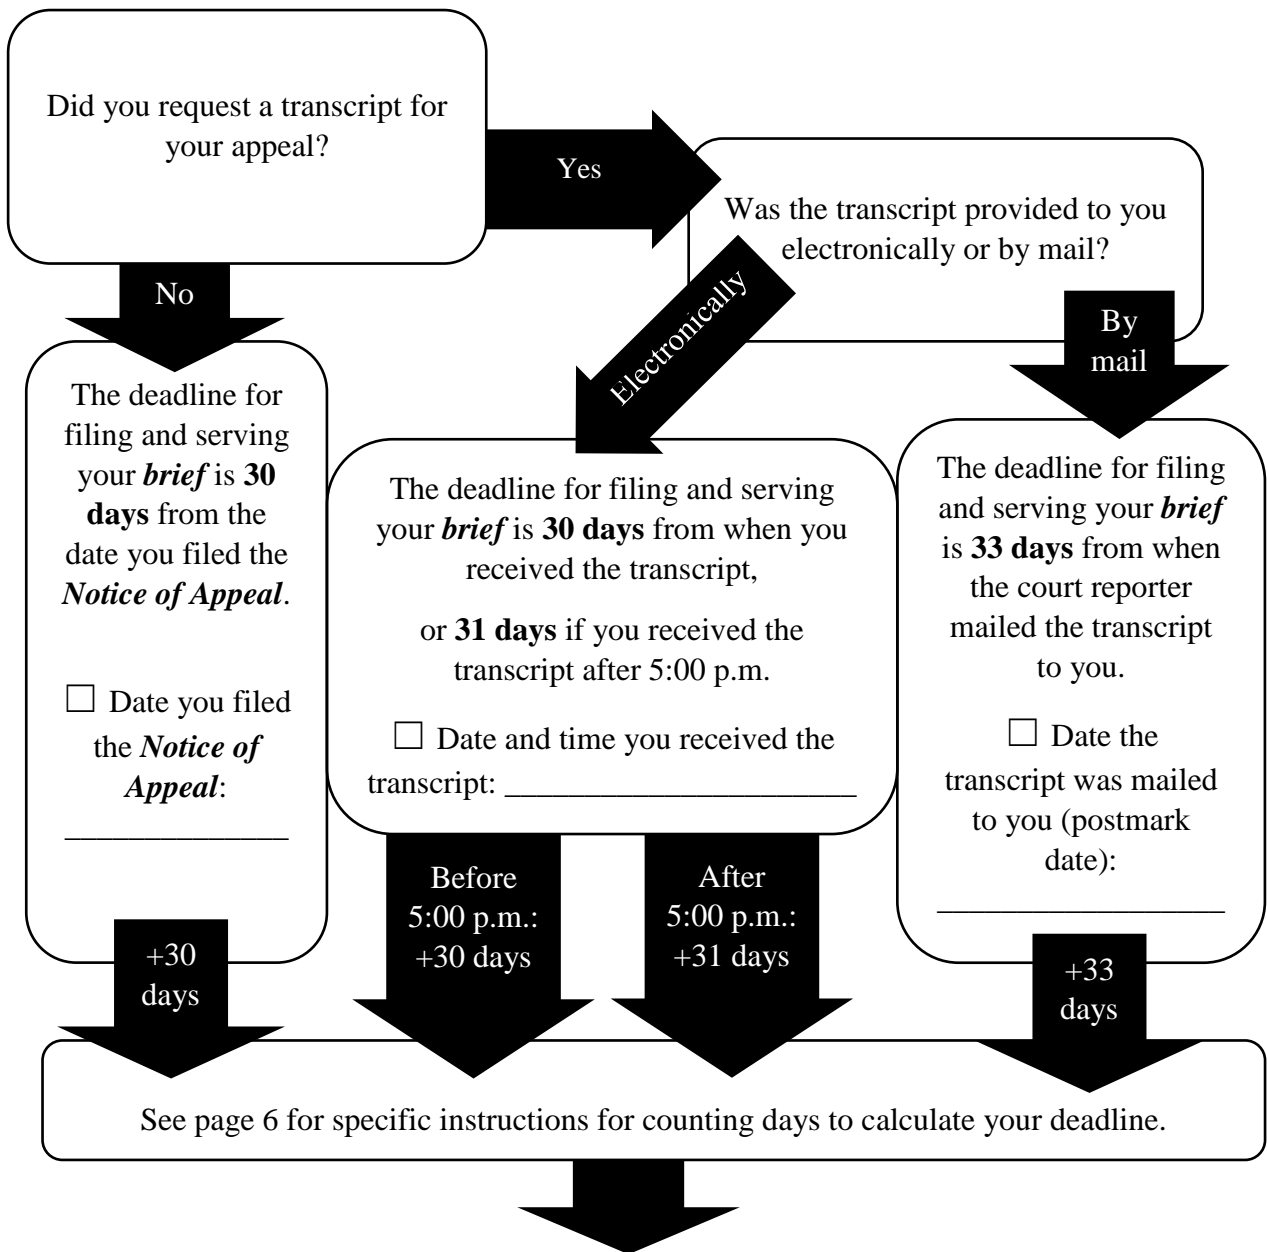 Did you request a transcript for
your appeal?
Yes
Was the transcript provided to you
electronically or by mail?
No
Electronically
By
mail
The deadline for
filing and serving
your brief is 30
days from the
date you filed the
Notice of Appeal.
☐ Date you filed
the Notice of
Appeal:
______________
The deadline for filing and serving
your brief is 30 days from when you
received the transcript,
or 31 days if you received the
transcript after 5:00 p.m.
☐ Date and time you received the
transcript: ______________________
The deadline for filing
and serving your brief
is 33 days from when
the court reporter
mailed the transcript
to you.
☐ Date the
transcript was mailed
to you (postmark
date):
__________________
+30
days
Before
5:00 p.m.:
+30 days
After
5:00 p.m.:
+31 days
+33
days
See page 6 for specific instructions for counting days to calculate your deadline.